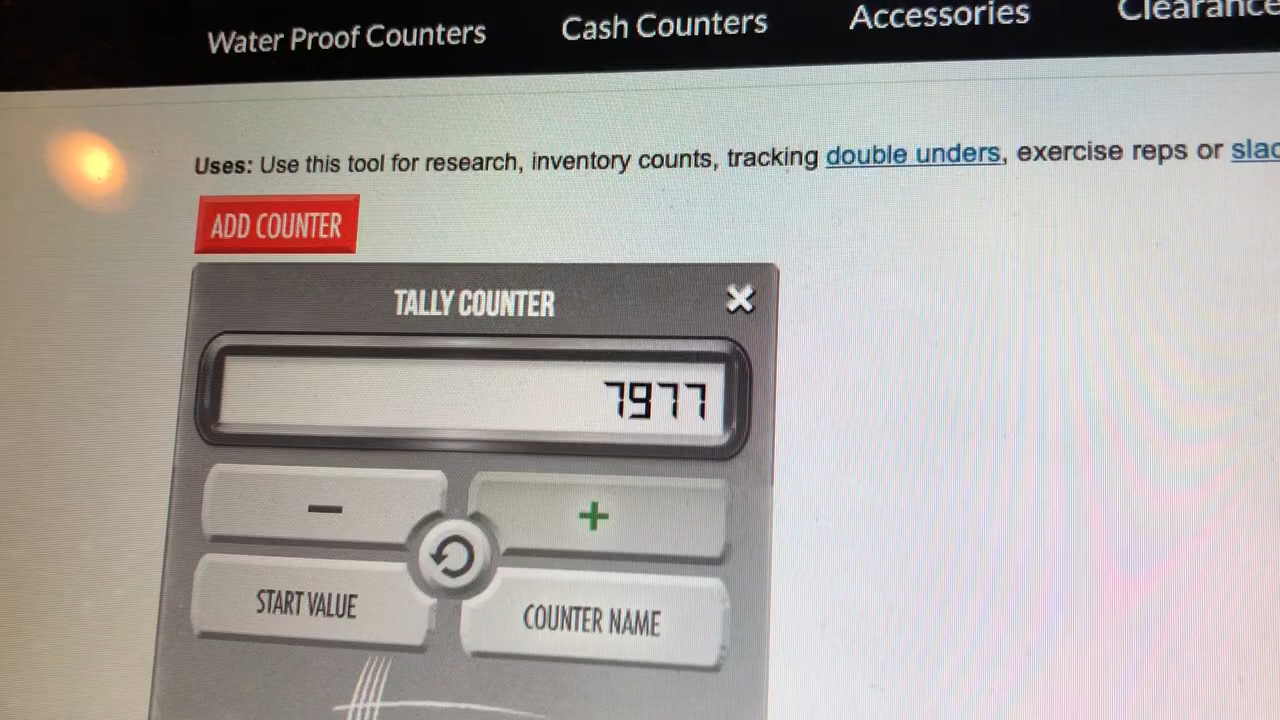 Water Proof Counters Cash Counters Accessories Clearance
Uses: Use this tool for research, inventory counts, tracking double unders, exercise reps or
ADD COUNTER
TALLY COUNTER
7977
− +
START VALUE COUNTER NAME